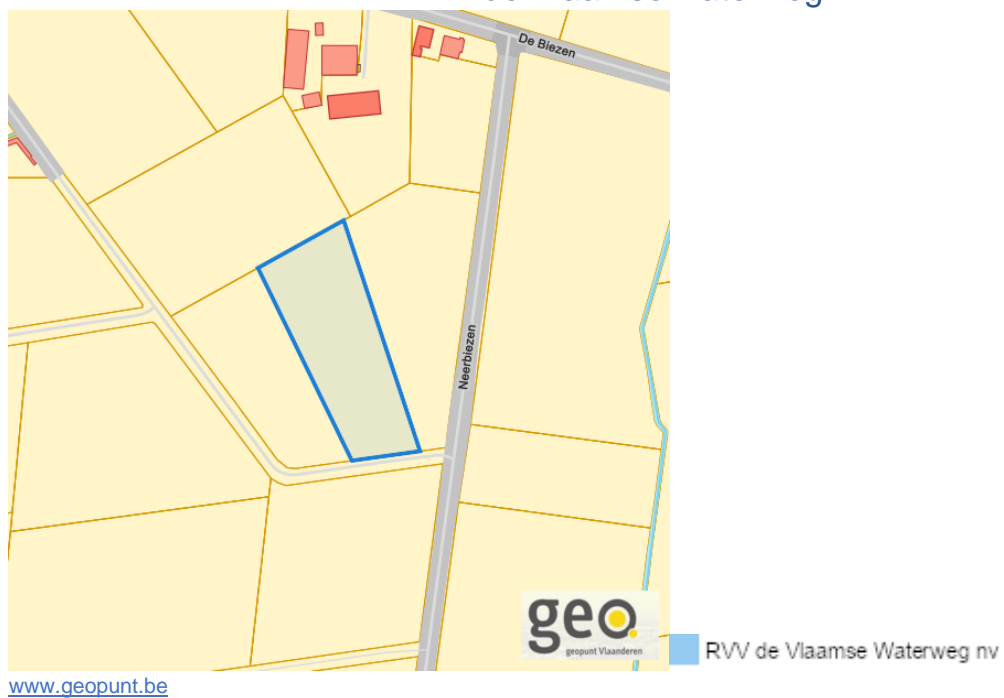 De Biezen
Neerbiezen
geo.
geopunt Vlaanderen
RVV de Vlaamse Waterweg nv
www.geopunt.be